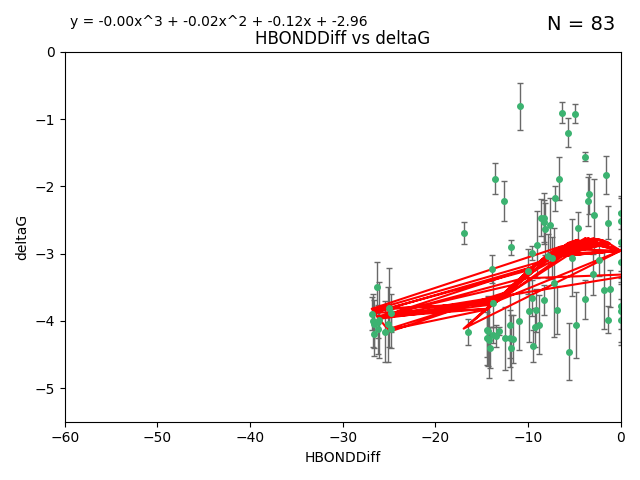 y = -0.00x^3 + -0.02x^2 + -0.12x + -2.96
N = 83
HBONDDiff vs deltaG
0
−1
−2
−3
−4
−5
deltaG
−60 −50 −40 −30 −20 −10 0
HBONDDiff